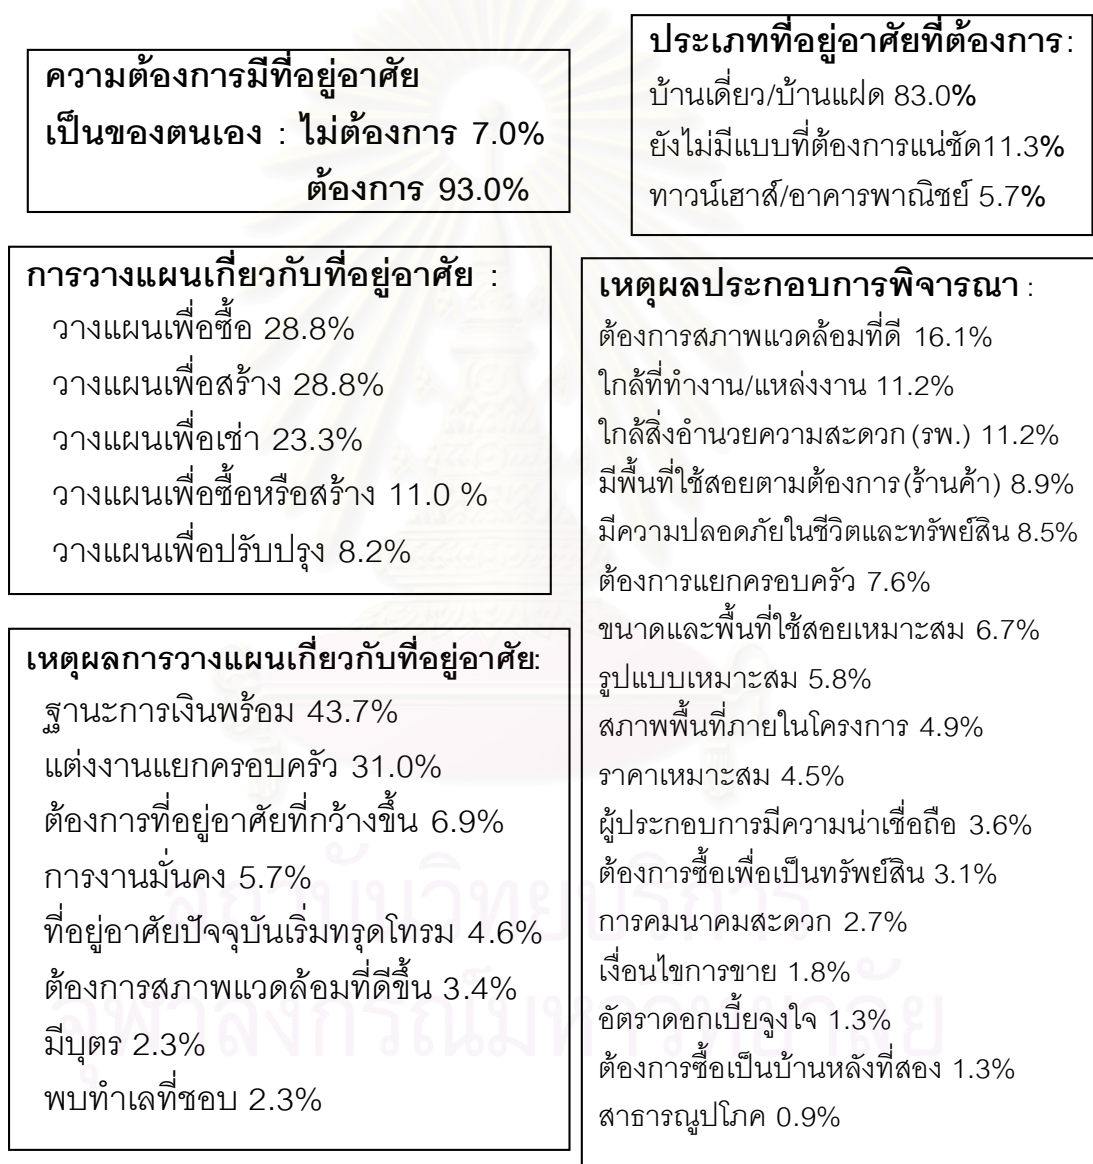 ความต้องการมีที่อยู่อาศัย
เป็นของตนเอง : ไม่ต้องการ 7.0%
ต้องการ 93.0%
ประเภทที่อยู่อาศัยที่ต้องการ:
บ้านเดี่ยว/บ้านแฝด 83.0%
ยังไม่มีแบบที่ต้องการแน่ชัด11.3%
ทาวน์เฮาส์/อาคารพาณิชย์ 5.7%
การวางแผนเกี่ยวกับที่อยู่อาศัย :
วางแผนเพื่อซื้อ 28.8%
วางแผนเพื่อสร้าง 28.8%
วางแผนเพื่อเช่า 23.3%
วางแผนเพื่อซื้อหรือสร้าง 11.0 %
วางแผนเพื่อปรับปรุง 8.2%
เหตุผลการวางแผนเกี่ยวกับที่อยู่อาศัย:
ฐานะการเงินพร้อม 43.7%
แต่งงานแยกครอบครัว 31.0%
ต้องการที่อยู่อาศัยที่กว้างขึ้น 6.9%
การงานมั่นคง 5.7%
ที่อยู่อาศัยปัจจุบันเริ่มทรุดโทรม 4.6%
ต้องการสภาพแวดล้อมที่ดีขึ้น 3.4%
มีบุตร 2.3%
พบทำเลที่ชอบ 2.3%
เหตุผลประกอบการพิจารณา :
ต้องการสภาพแวดล้อมที่ดี 16.1%
ใกล้ที่ทำงาน/แหล่งงาน 11.2%
ใกล้สิ่งอำนวยความสะดวก (รพ.) 11.2%
มีพื้นที่ใช้สอยตามต้องการ (ร้านค้า) 8.9%
มีความปลอดภัยในชีวิตและทรัพย์สิน 8.5%
ต้องการแยกครอบครัว 7.6%
ขนาดและพื้นที่ใช้สอยเหมาะสม 6.7%
รูปแบบเหมาะสม 5.8%
สภาพพื้นที่ภายในโครงการ 4.9%
ราคาเหมาะสม 4.5%
ผู้ประกอบการมีความน่าเชื่อถือ 3.6%
ต้องการซื้อเพื่อเป็นทรัพย์สิน 3.1%
การคมนาคมสะดวก 2.7%
เงื่อนไขการขาย 1.8%
อัตราดอกเบี้ยจูงใจ 1.3%
ต้องการซื้อเป็นบ้านหลังที่สอง 1.3%
สาธารณูปโภค 0.9%
สถาบันวิทยบริการ
จุฬาลงกรณ์มหาวิทยาลัย